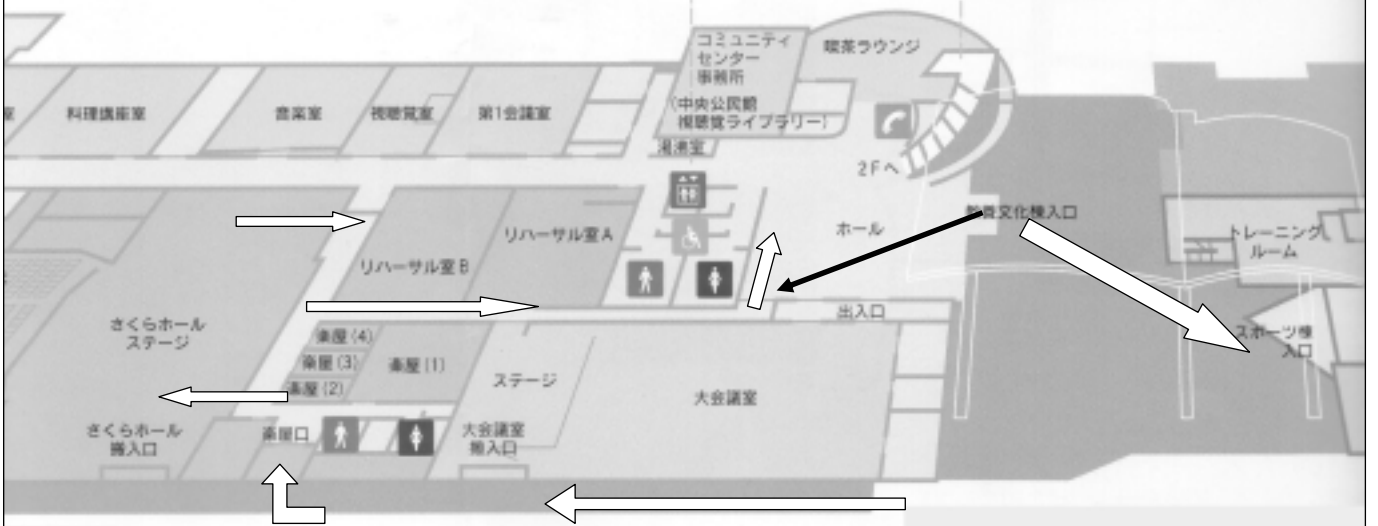 コミュニティ
センター
事務所
(中央公民館
視聴覚ライブラリー)
喫茶ラウンジ
料理講座室
音楽室
視聴覚室
第1会議室
湯沸室
2Fへ
教養文化棟入口
ホール
トレーニング
ルーム
リハーサル室A
リハーサル室B
出入口
スポーツ棟
入口
さくらホール
ステージ
楽屋(4)
楽屋(3)
楽屋(2)
楽屋(1)
ステージ
大会議室
さくらホール
搬入口
楽屋口
大会議室
搬入口